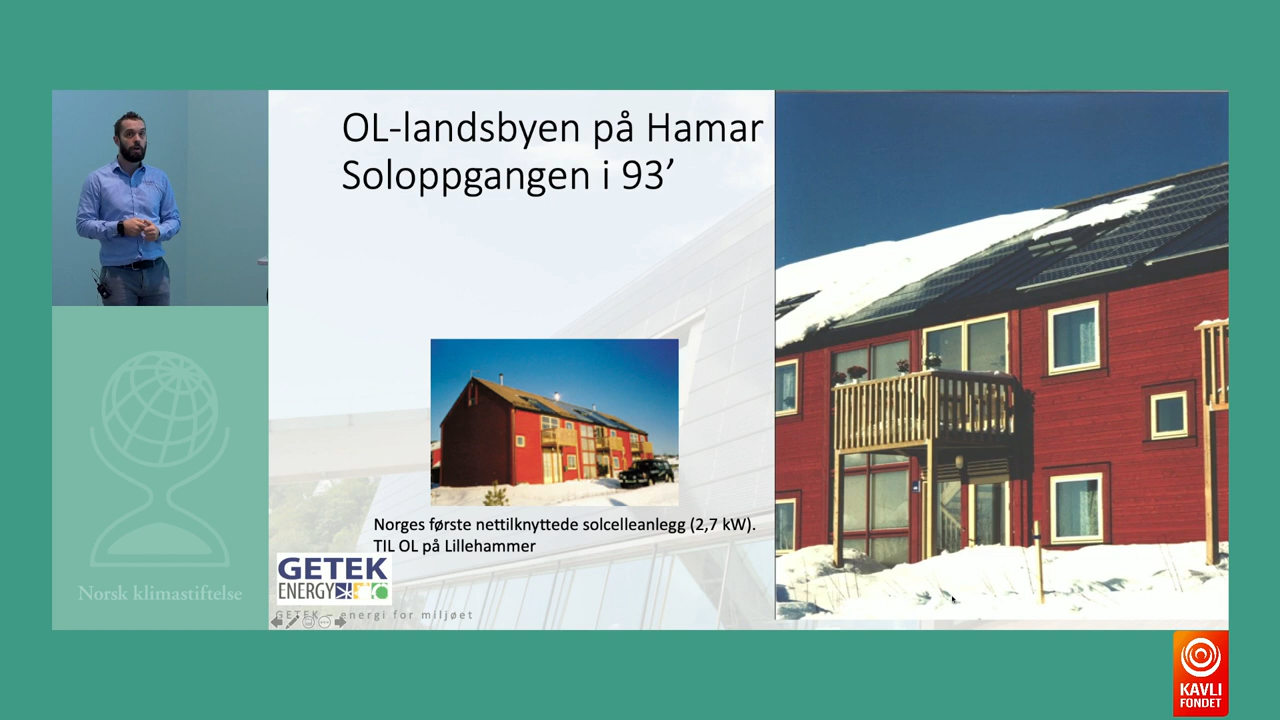 OL-landsbyen på Hamar
Soloppgangen i 93’
Norges første nettilknyttede solcelleanlegg (2,7 kW).
TIL OL på Lillehammer
GETEK
ENERGY
GETEK – energi for miljøet
Norsk klimastiftelse
KAVLI
FONDET